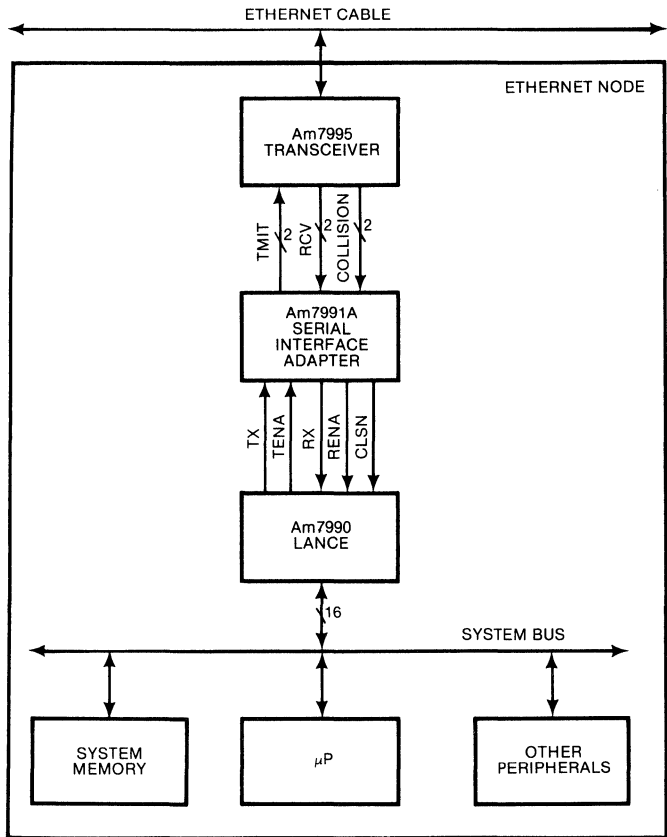 ETHERNET CABLE
ETHERNET NODE
Am7995
TRANSCEIVER
TMIT
2
RCV
2
COLLISION
2
Am7991A
SERIAL
INTERFACE
ADAPTER
TX
TENA
RX
RENA
CLSN
Am7990
LANCE
16
SYSTEM BUS
SYSTEM
MEMORY
μP
OTHER
PERIPHERALS